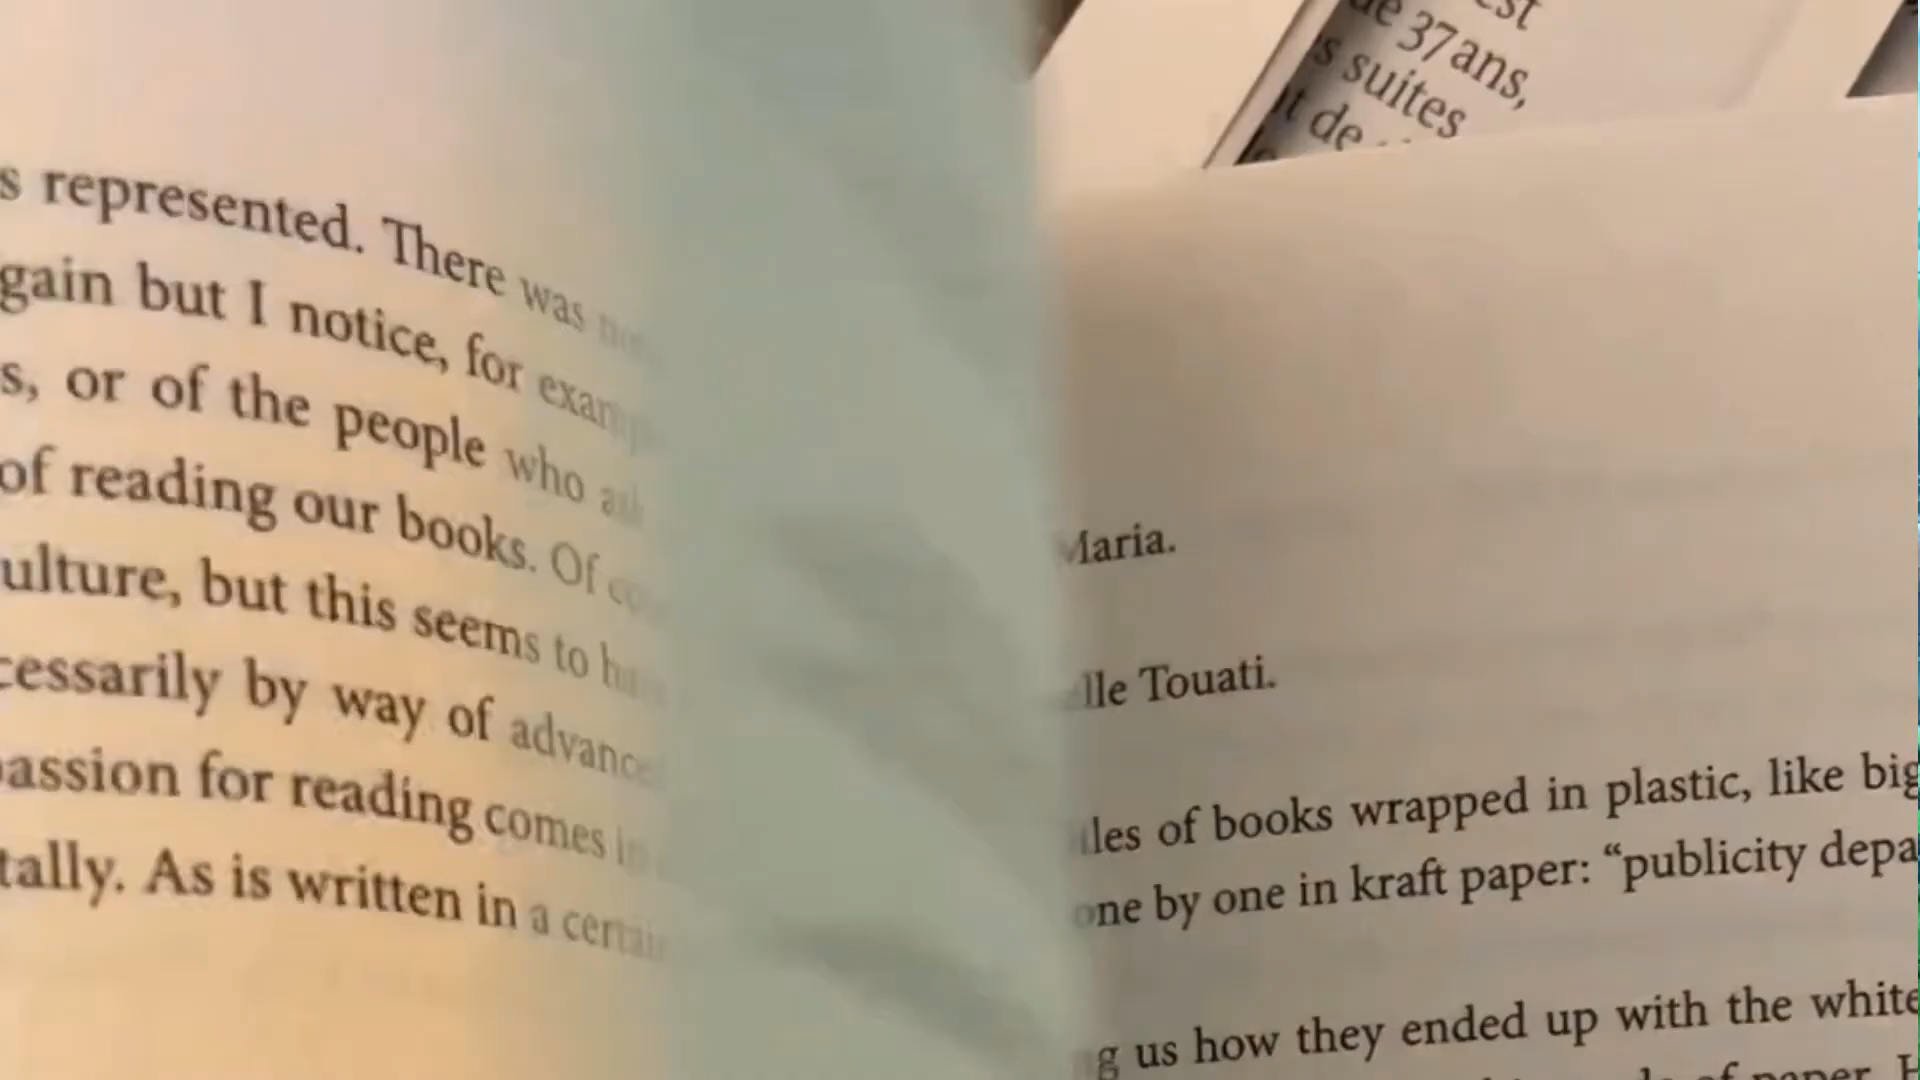 s represented. There was
gain but I notice, for
s, or of the people who
of reading our books. Of
ulture, but this seems to
cessarily by way of
assion for reading comes
tally. As is written in a
37 ans,
suites
de
Maria.
lle Touati.
les of books wrapped in plastic, like big
one by one in kraft paper: “publicity depa
g us how they ended up with the white
of paper.